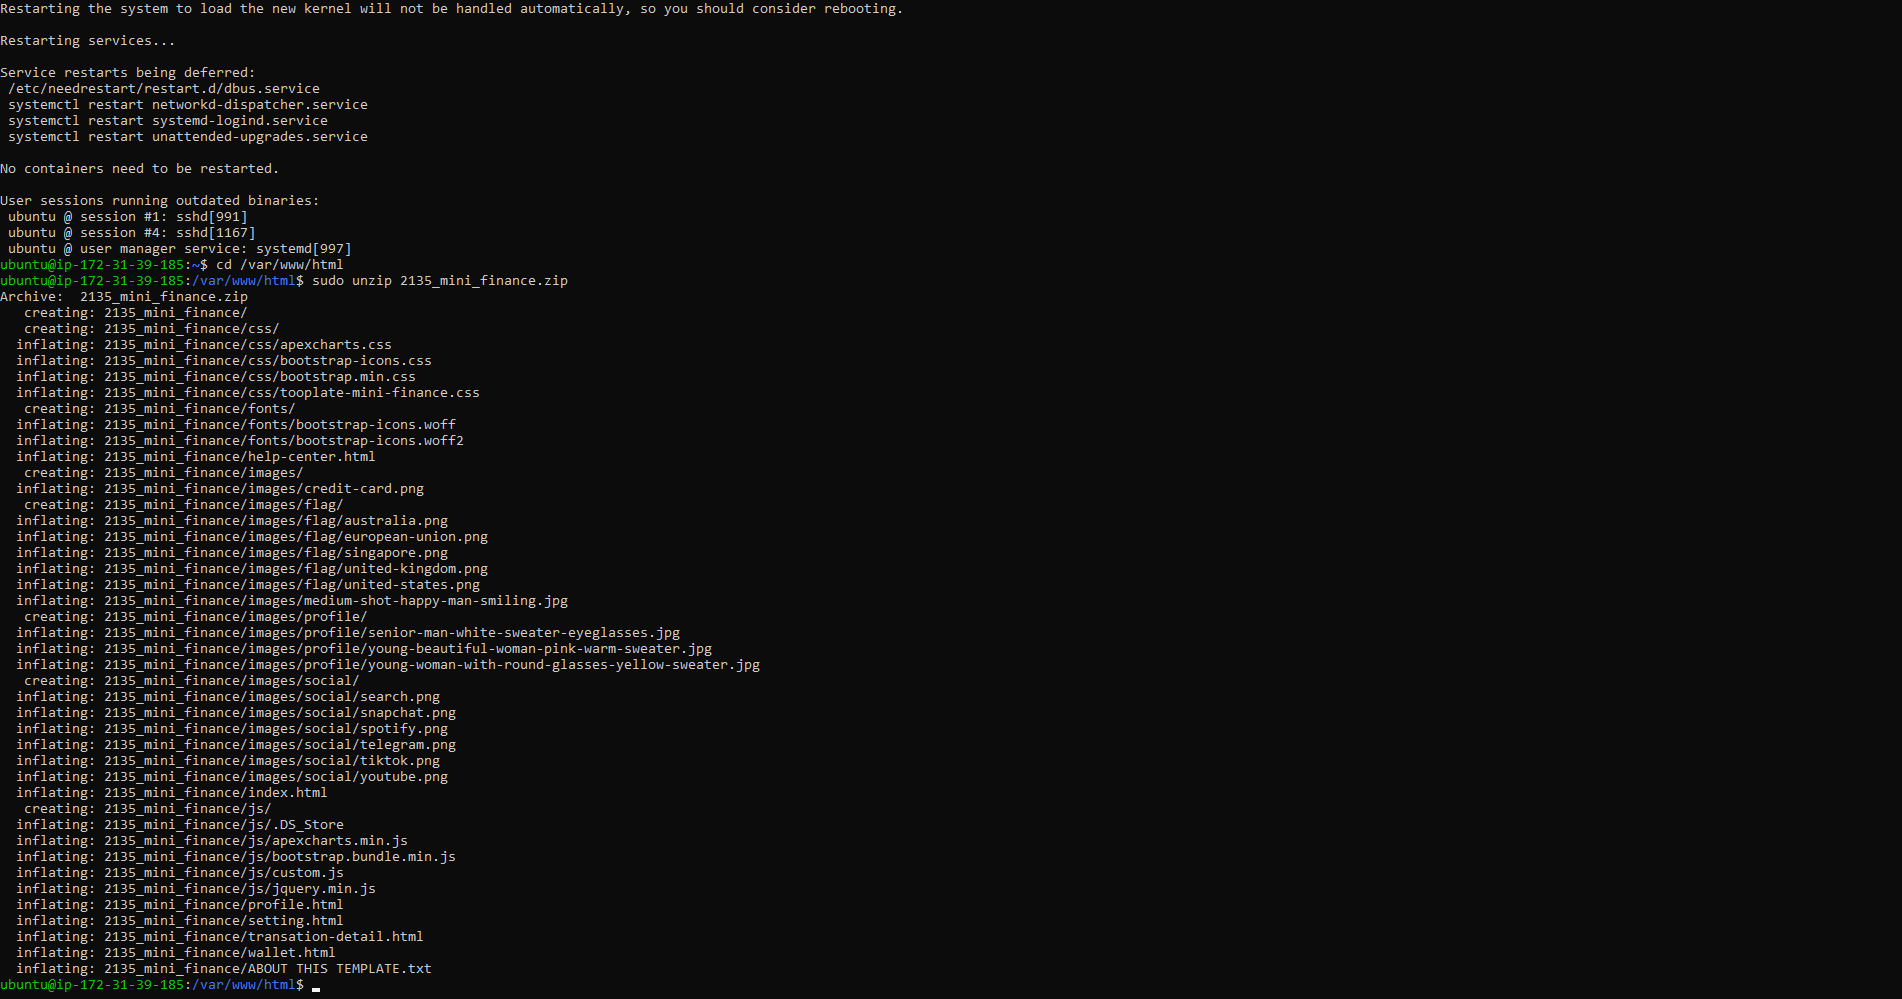 Restarting the system to load the new kernel will not be handled automatically, so you should consider rebooting.
Restarting services...
Service restarts being deferred:
 /etc/needrestart/restart.d/dbus.service
 systemctl restart networkd-dispatcher.service
 systemctl restart systemd-logind.service
 systemctl restart unattended-upgrades.service
No containers need to be restarted.
User sessions running outdated binaries:
 ubuntu @ session #1: sshd[991]
 ubuntu @ session #4: sshd[1167]
 ubuntu @ user manager service: systemd[997]
ubuntu@ip-172-31-39-185:~$ cd /var/www/html
ubuntu@ip-172-31-39-185:/var/www/html$ sudo unzip 2135_mini_finance.zip
Archive:  2135_mini_finance.zip
   creating: 2135_mini_finance/
   creating: 2135_mini_finance/css/
  inflating: 2135_mini_finance/css/apexcharts.css
  inflating: 2135_mini_finance/css/bootstrap-icons.css
  inflating: 2135_mini_finance/css/bootstrap.min.css
  inflating: 2135_mini_finance/css/tooplate-mini-finance.css
   creating: 2135_mini_finance/fonts/
  inflating: 2135_mini_finance/fonts/bootstrap-icons.woff
  inflating: 2135_mini_finance/fonts/bootstrap-icons.woff2
  inflating: 2135_mini_finance/help-center.html
   creating: 2135_mini_finance/images/
  inflating: 2135_mini_finance/images/credit-card.png
   creating: 2135_mini_finance/images/flag/
  inflating: 2135_mini_finance/images/flag/australia.png
  inflating: 2135_mini_finance/images/flag/european-union.png
  inflating: 2135_mini_finance/images/flag/singapore.png
  inflating: 2135_mini_finance/images/flag/united-kingdom.png
  inflating: 2135_mini_finance/images/flag/united-states.png
  inflating: 2135_mini_finance/images/medium-shot-happy-man-smiling.jpg
   creating: 2135_mini_finance/images/profile/
  inflating: 2135_mini_finance/images/profile/senior-man-white-sweater-eyeglasses.jpg
  inflating: 2135_mini_finance/images/profile/young-beautiful-woman-pink-warm-sweater.jpg
  inflating: 2135_mini_finance/images/profile/young-woman-with-round-glasses-yellow-sweater.jpg
   creating: 2135_mini_finance/images/social/
  inflating: 2135_mini_finance/images/social/search.png
  inflating: 2135_mini_finance/images/social/snapchat.png
  inflating: 2135_mini_finance/images/social/spotify.png
  inflating: 2135_mini_finance/images/social/telegram.png
  inflating: 2135_mini_finance/images/social/tiktok.png
  inflating: 2135_mini_finance/images/social/youtube.png
  inflating: 2135_mini_finance/index.html
   creating: 2135_mini_finance/js/
  inflating: 2135_mini_finance/js/.DS_Store
  inflating: 2135_mini_finance/js/apexcharts.min.js
  inflating: 2135_mini_finance/js/bootstrap.bundle.min.js
  inflating: 2135_mini_finance/js/custom.js
  inflating: 2135_mini_finance/js/jquery.min.js
  inflating: 2135_mini_finance/profile.html
  inflating: 2135_mini_finance/setting.html
  inflating: 2135_mini_finance/transation-detail.html
  inflating: 2135_mini_finance/wallet.html
  inflating: 2135_mini_finance/ABOUT THIS TEMPLATE.txt
ubuntu@ip-172-31-39-185:/var/www/html$